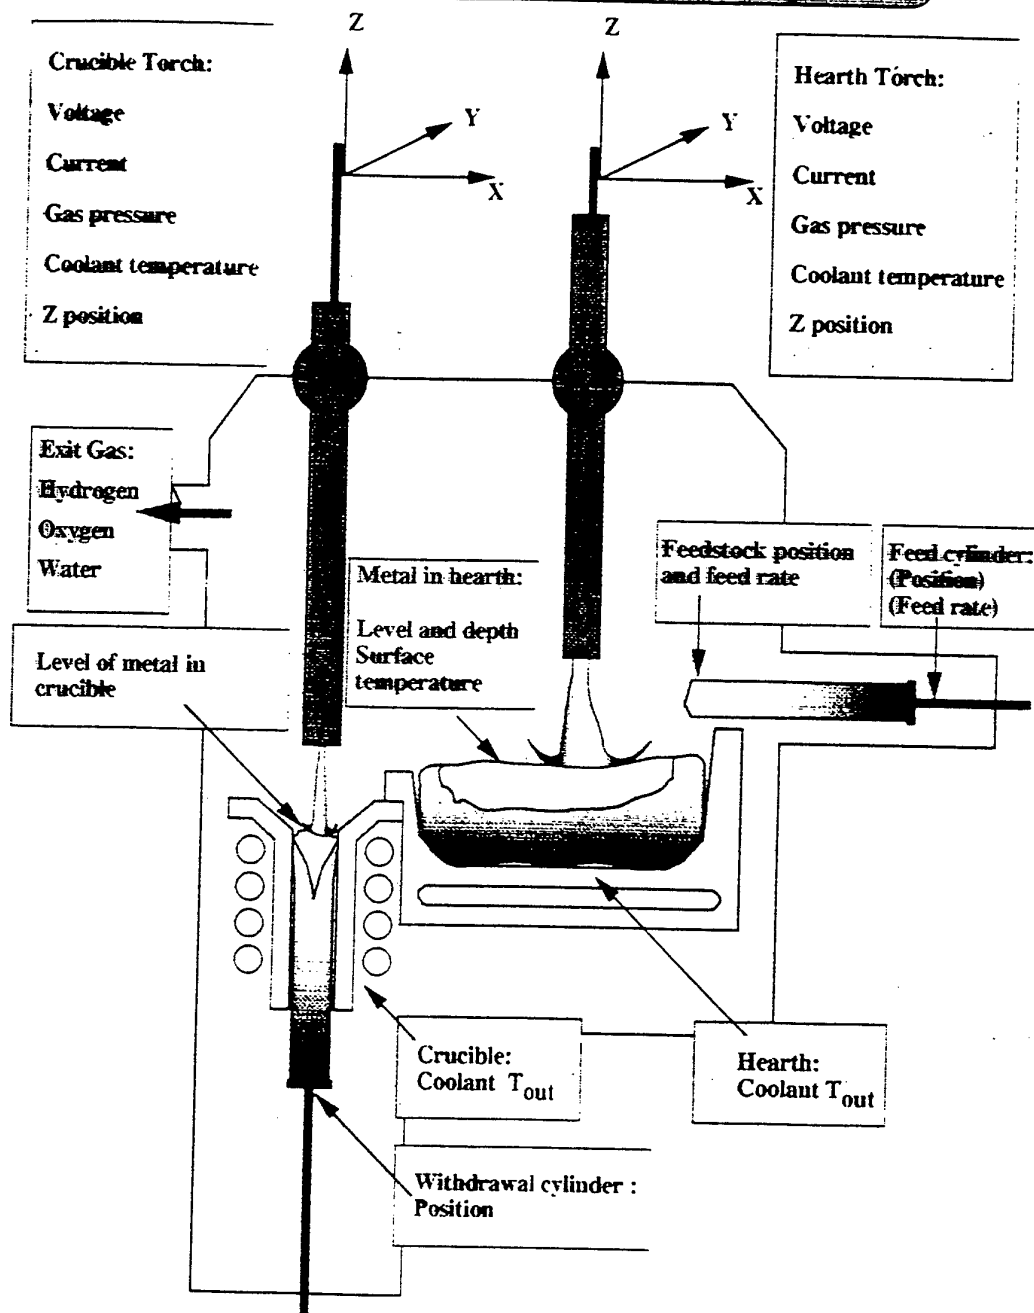 Z
Z
Crucible Torch:
Voltage
Current
Gas pressure
Coolant temperature
Z position
Y
X
Y
X
Hearth Torch:
Voltage
Current
Gas pressure
Coolant temperature
Z position
Exit Gas:
Hydrogen
Oxygen
Water
Metal in hearth:
Level and depth
Surface
temperature
Feedstock position
and feed rate
Feed cylinder:
(Position)
(Feed rate)
Level of metal in
crucible
Crucible:
Coolant Tout
Hearth:
Coolant Tout
Withdrawal cylinder :
Position